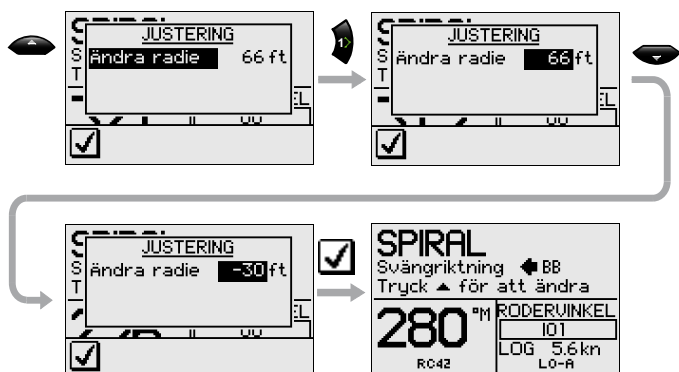 JUSTERING
Ändra radie 66 ft
1
JUSTERING
Ändra radie 66 ft
JUSTERING
Ändra radie -30 ft
SPIRAL
Svängriktning BB
Tryck ▲ för att ändra
280 °M
RC42
RODERVINKEL
LOG 5.6kn
LO-A